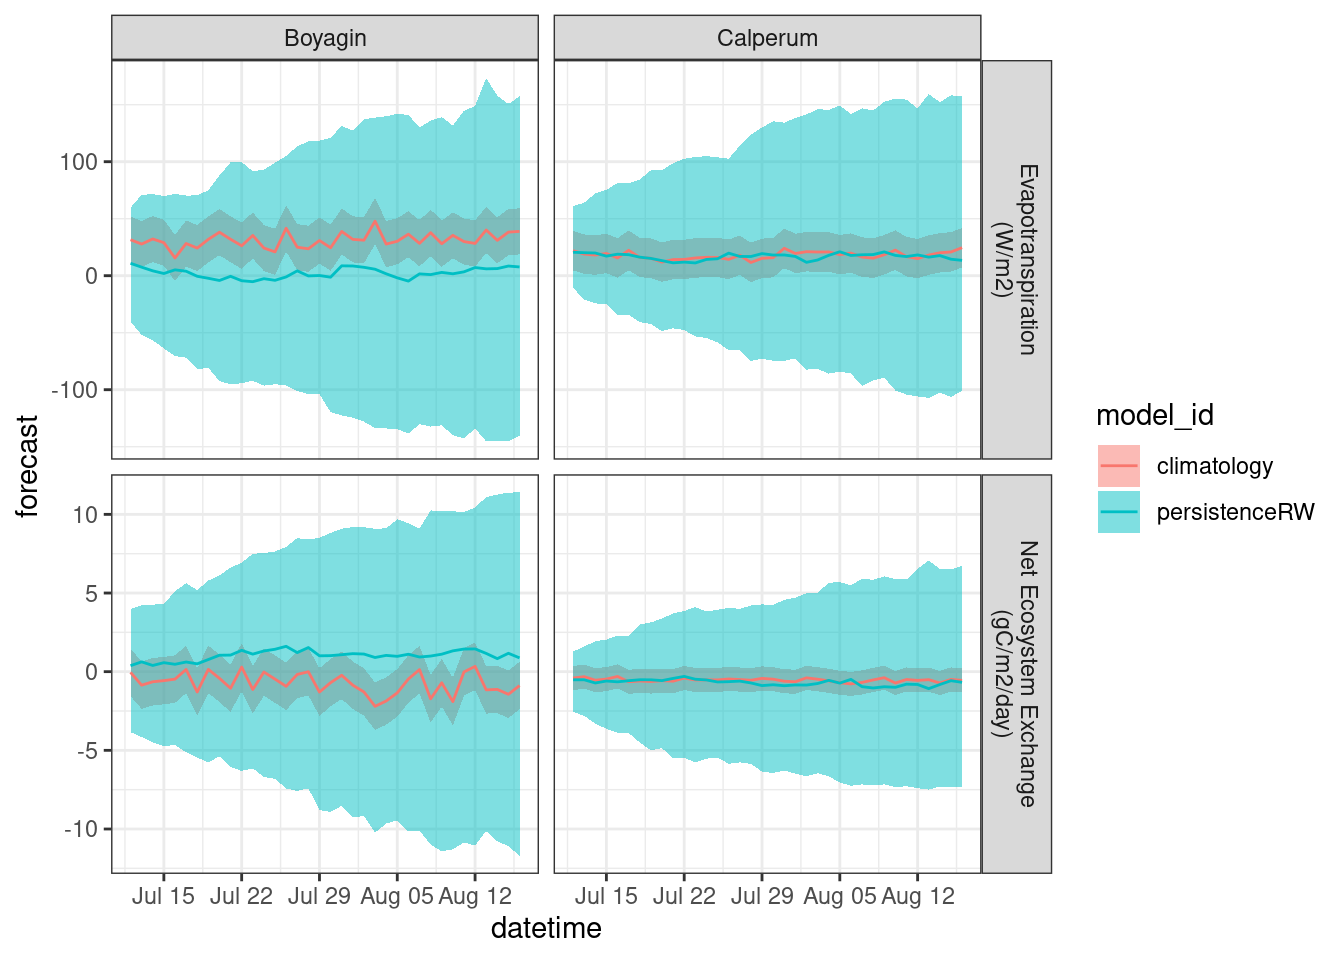 Boyagin
Calperum
forecast
100
0
-100
Evapotranspiration
(W/m2)
10
5
0
-5
-10
Net Ecosystem Exchange
(gC/m2/day)
Jul 15
Jul 22
Jul 29
Aug 05
Aug 12
Jul 15
Jul 22
Jul 29
Aug 05
Aug 12
datetime
model_id
climatology
persistenceRW